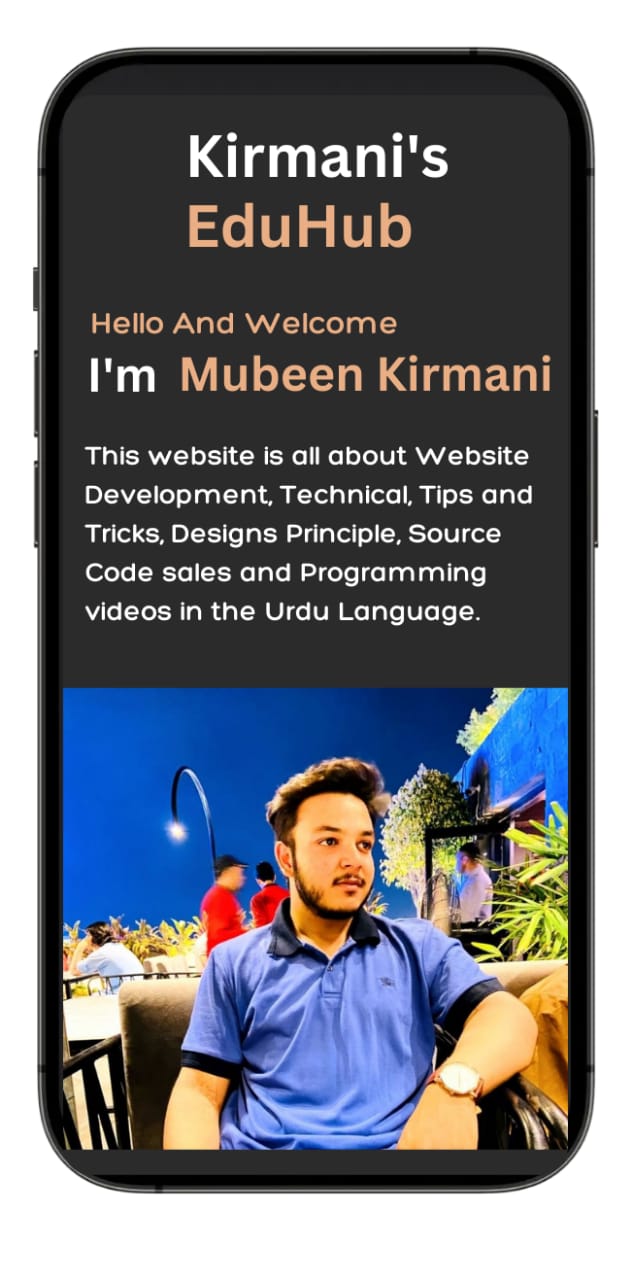 Kirmani's
EduHub
Hello And Welcome
I'm Mubeen Kirmani
This website is all about Website
Development, Technical, Tips and
Tricks, Designs Principle, Source
Code sales and Programming
videos in the Urdu Language.